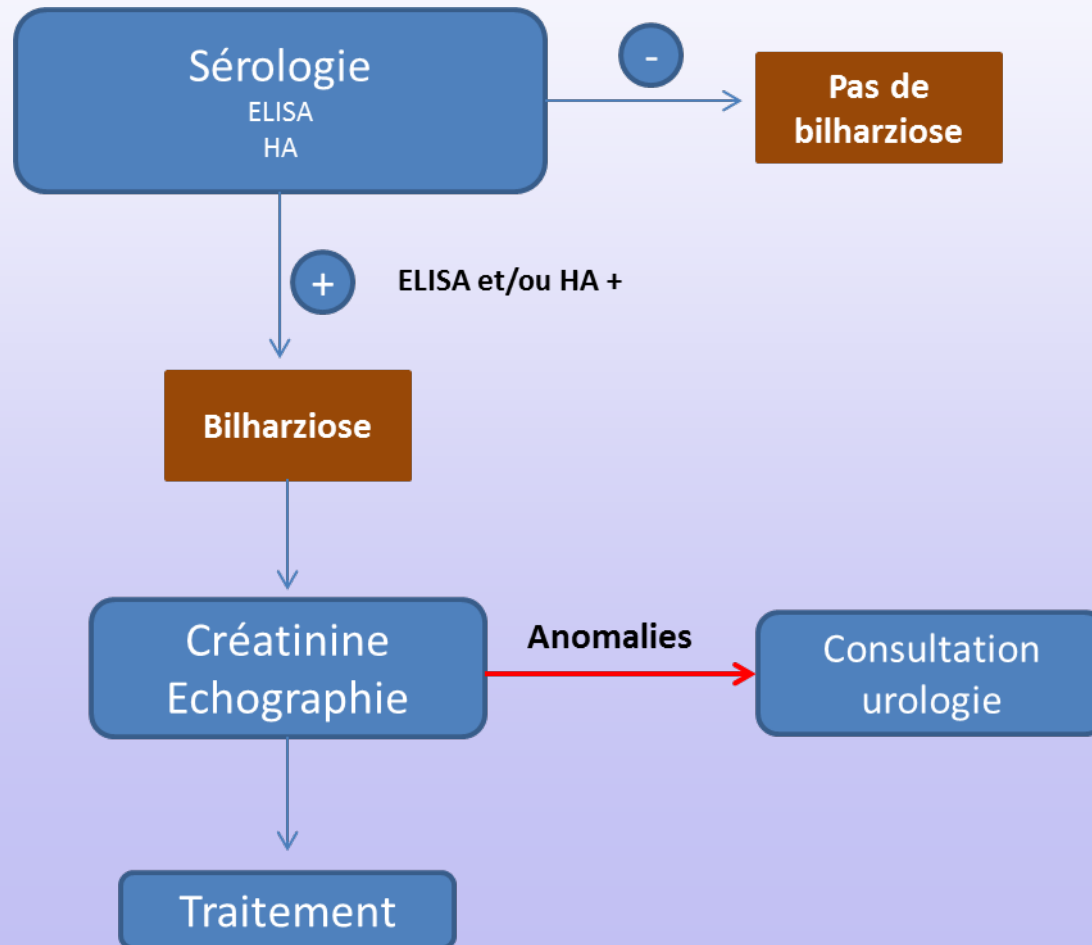 Sérologie
ELISA
HA
-
Pas de
bilharziose
+
ELISA et/ou HA +
Bilharziose
Créatinine
Echographie
Anomalies
Consultation
urologie
Traitement